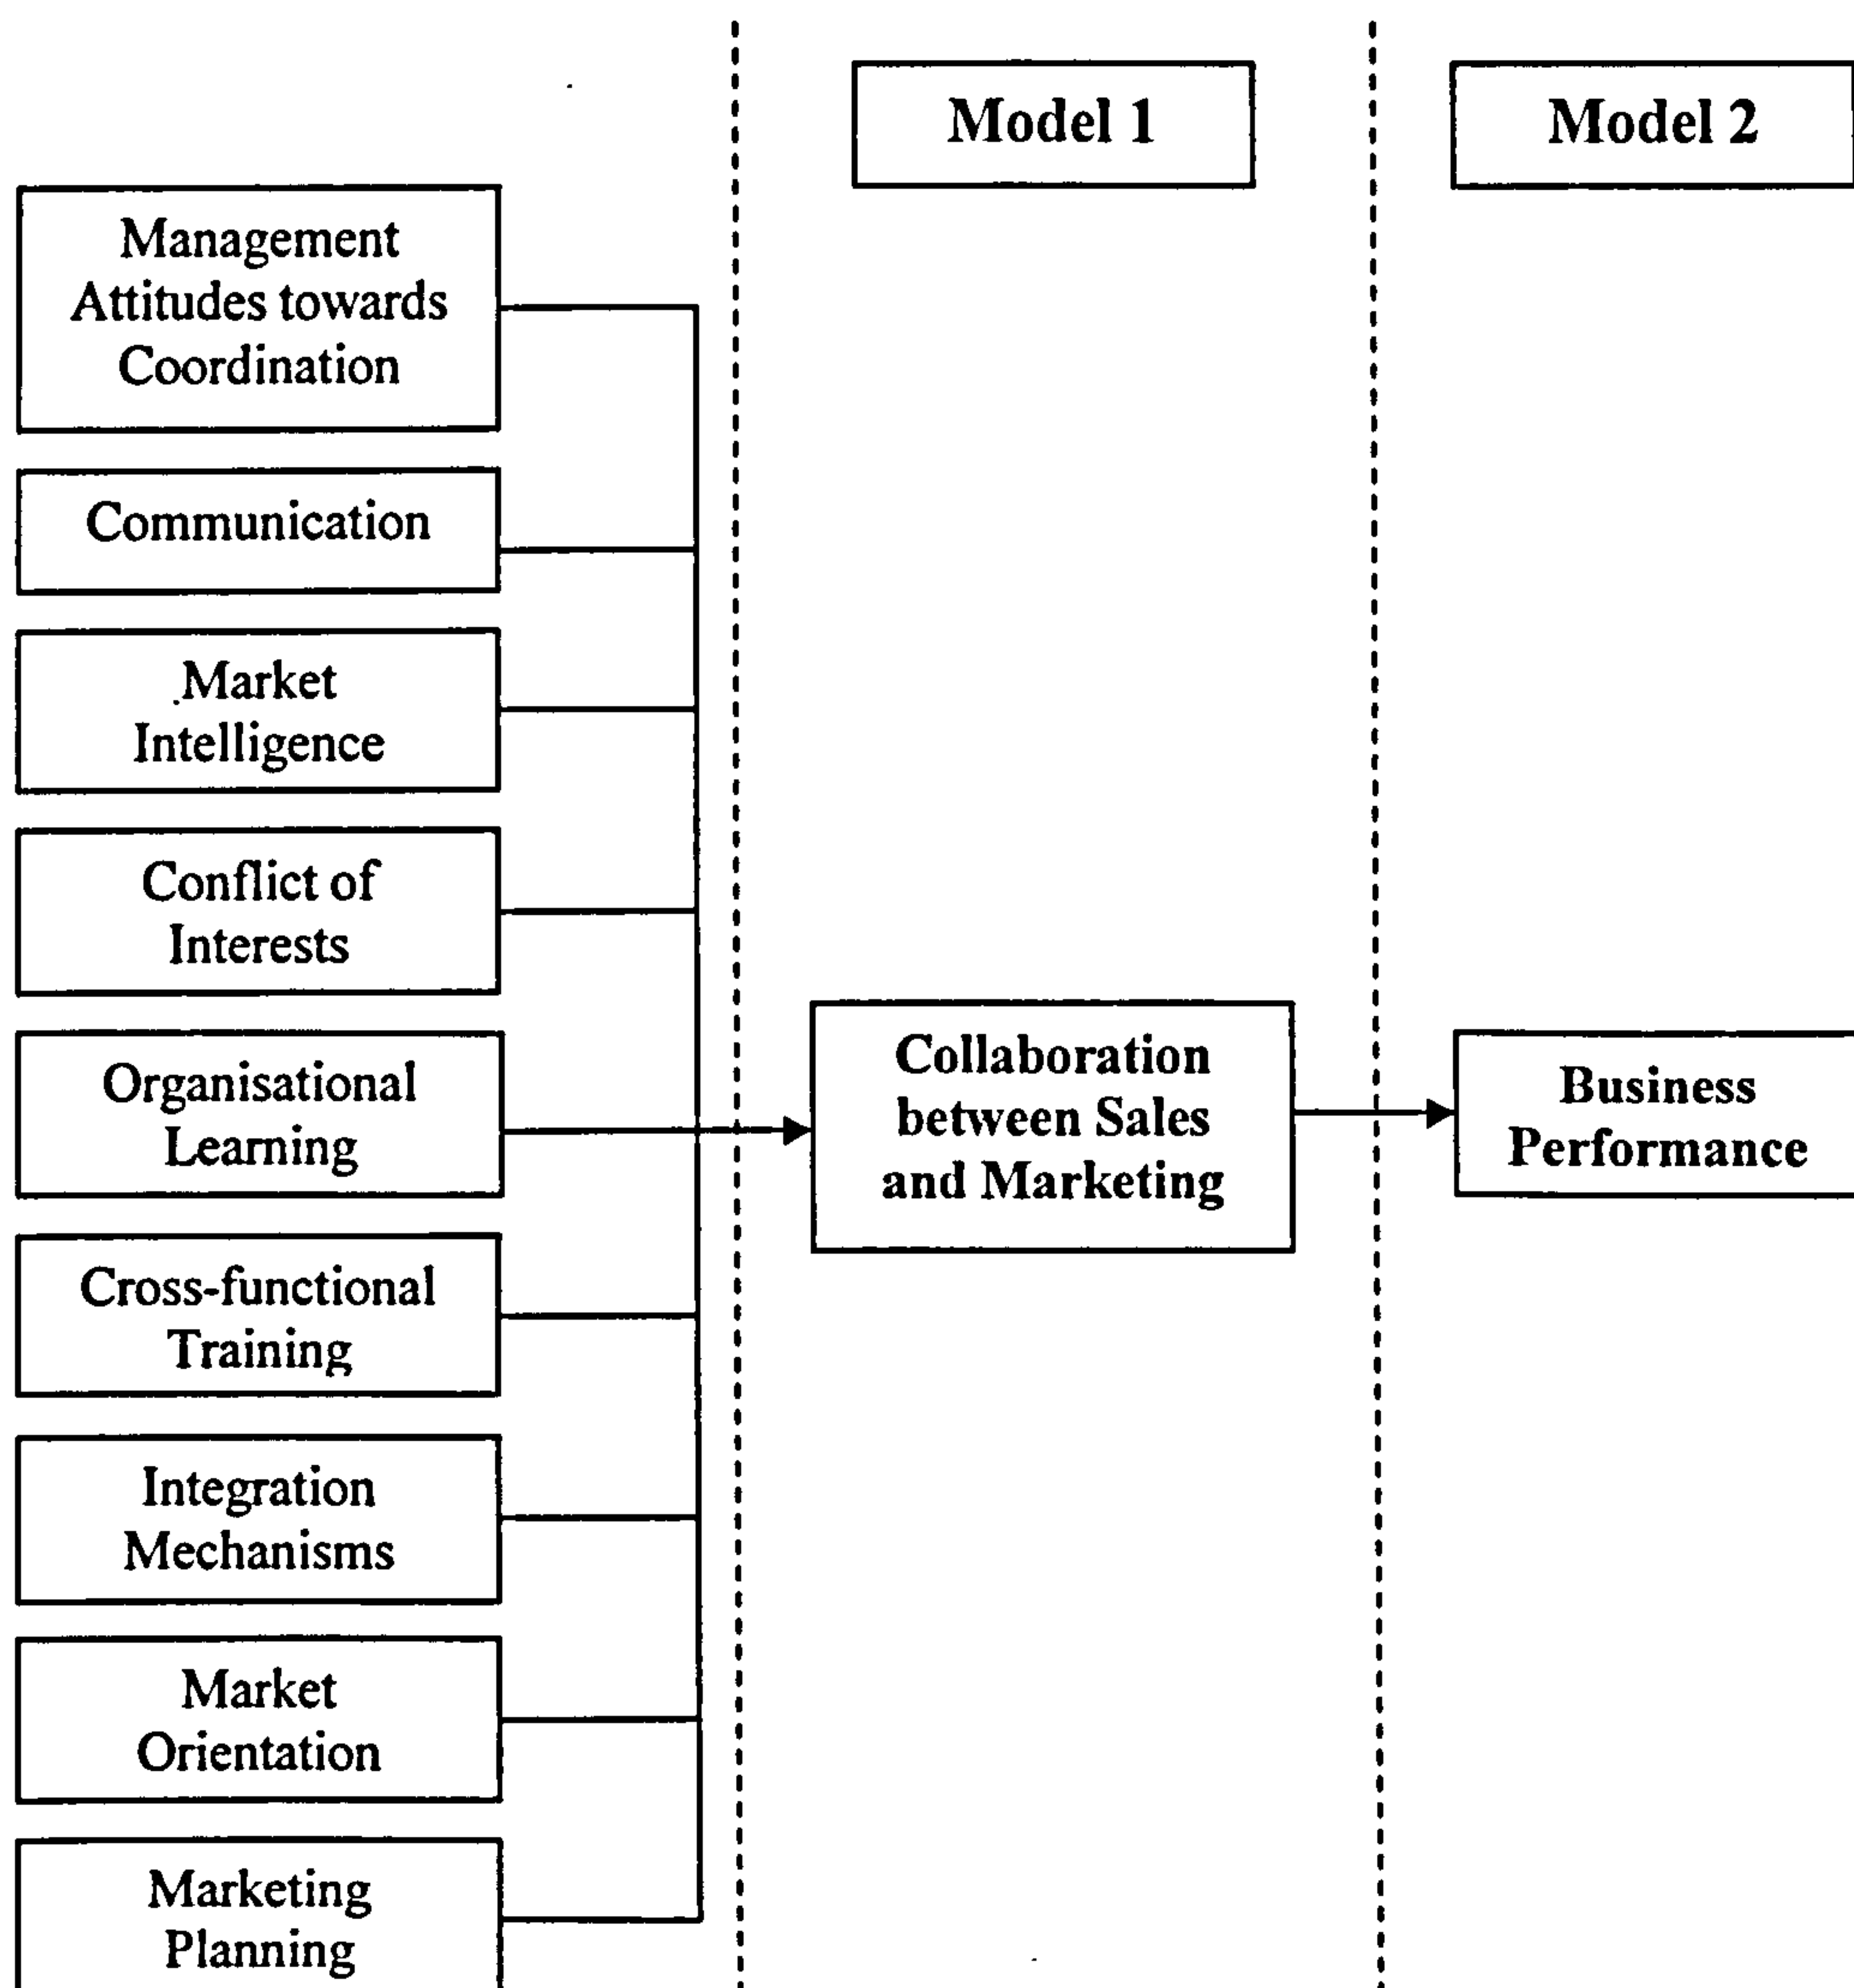 Model 1
Model 2
Management
Attitudes towards
Coordination
Communication
Market
Intelligence
Conflict of
Interests
Organisational
Learning
Cross-functional
Training
Integration
Mechanisms
Market
Orientation
Marketing
Planning
Collaboration
between Sales
and Marketing
Business
Performance